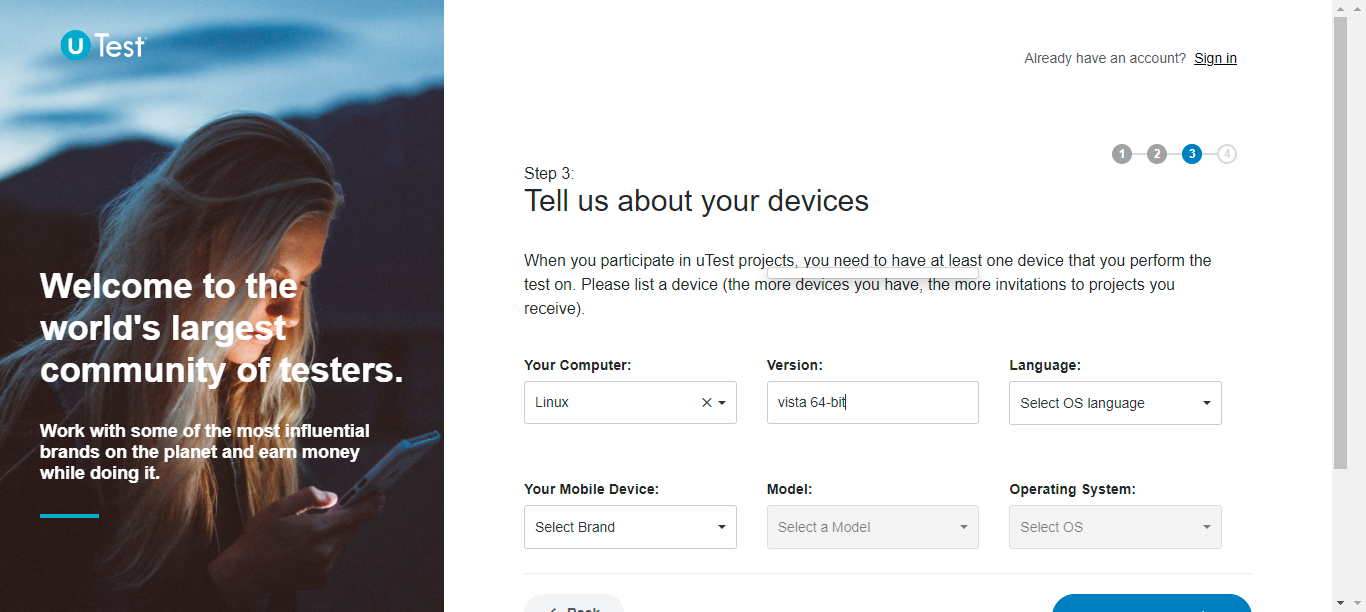 U Test
Already have an account? Sign in
1 2 3 4
Step 3:
Tell us about your devices
When you participate in uTest projects, you need to have at least one device that you perform the
test on. Please list a device (the more devices you have, the more invitations to projects you
receive).
Welcome to the
world's largest
community of testers.
Work with some of the most influential
brands on the planet and earn money
while doing it.
Your Computer: Version: Language:
Linux vista 64-bit Select OS language
Your Mobile Device: Model: Operating System:
Select Brand Select a Model Select OS
Back